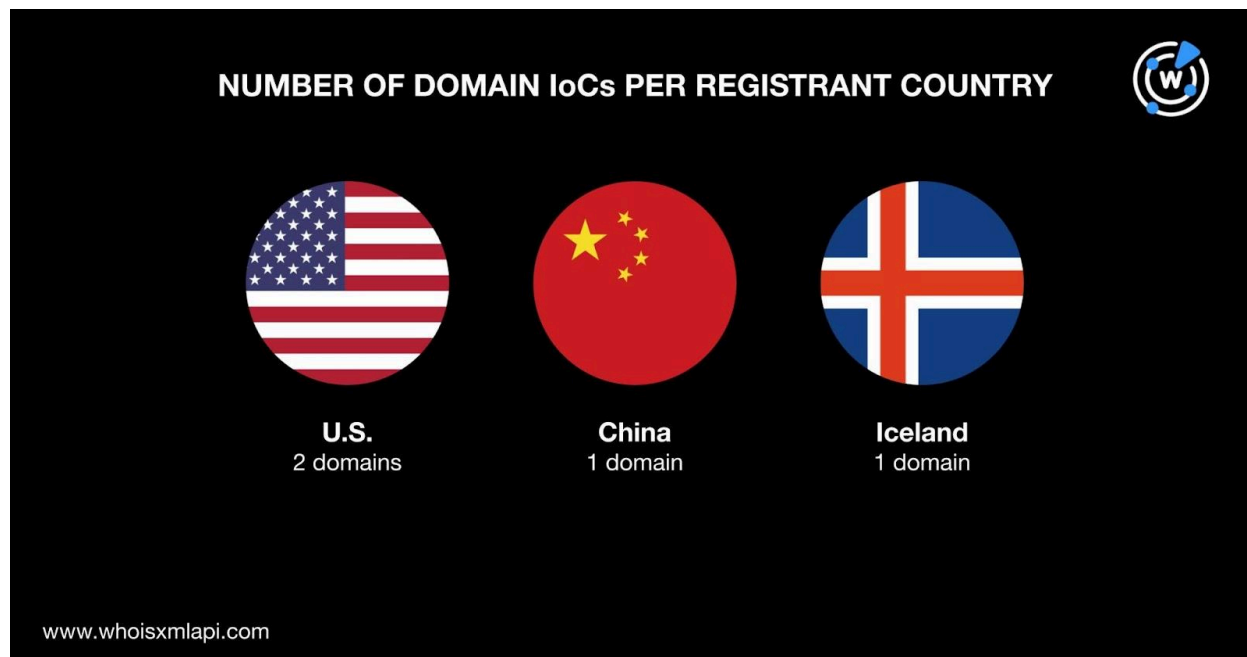 NUMBER OF DOMAIN IoCs PER REGISTRANT COUNTRY
W
U.S.
2 domains
China
1 domain
Iceland
1 domain
www.whoisxmlapi.com